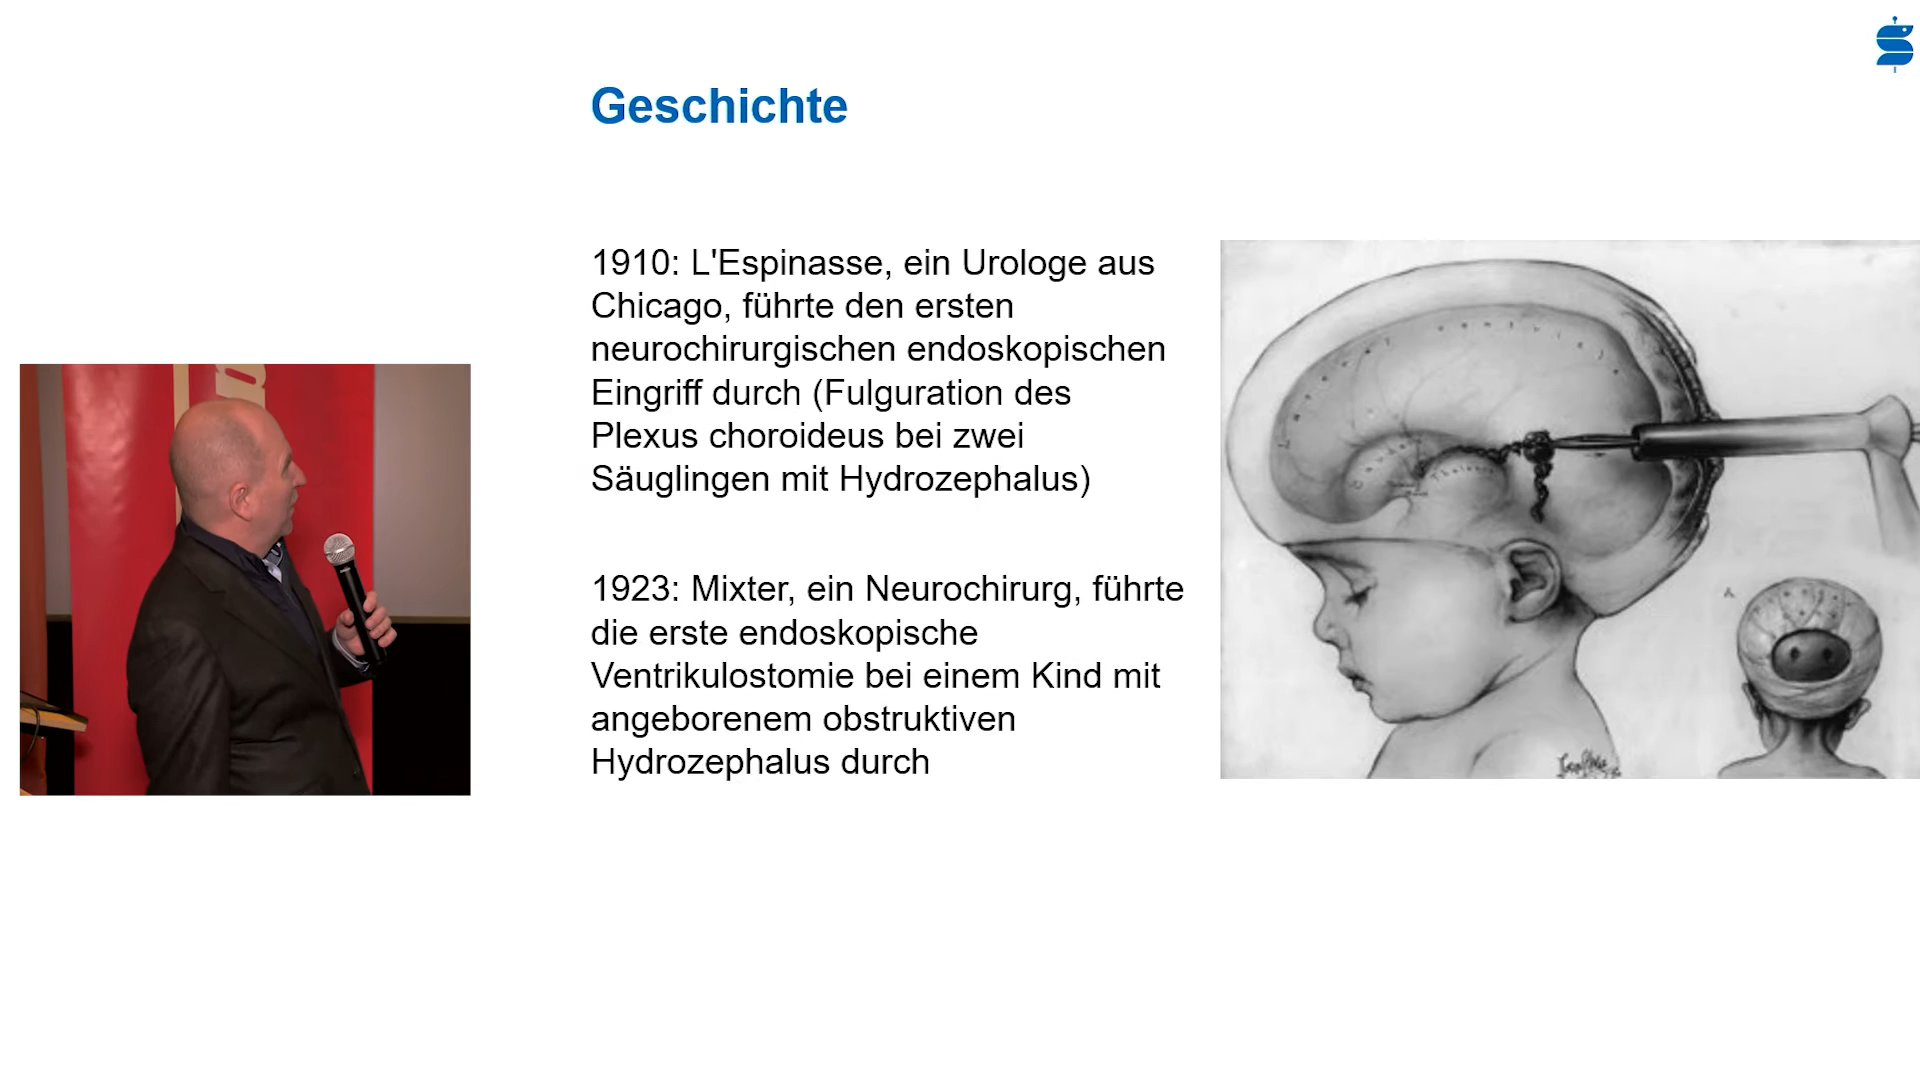 Geschichte
1910: L'Espinasse, ein Urologe aus
Chicago, führte den ersten
neurochirurgischen endoskopischen
Eingriff durch (Fulguration des
Plexus choroideus bei zwei
Säuglingen mit Hydrozephalus)
1923: Mixter, ein Neurochirurg, führte
die erste endoskopische
Ventrikulostomie bei einem Kind mit
angeborenem obstruktiven
Hydrozephalus durch